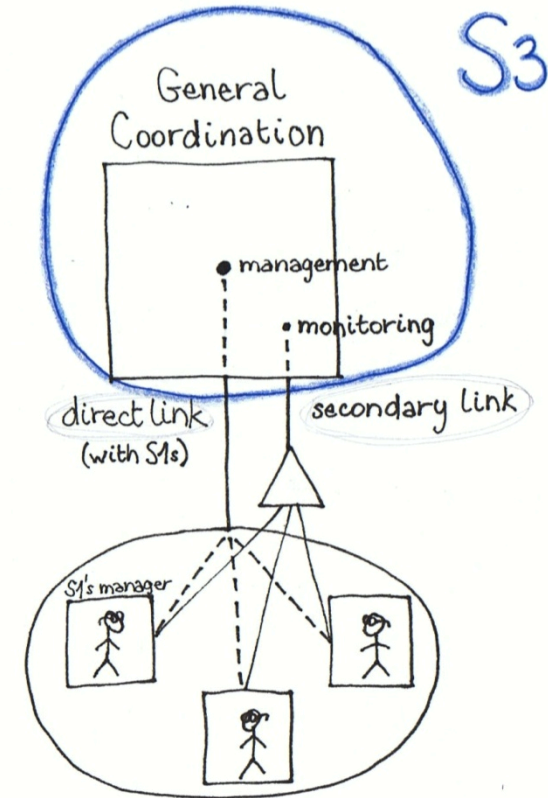 S3
General
Coordination
management
monitoring
direct link
(with S1s)
secondary link
S1's manager